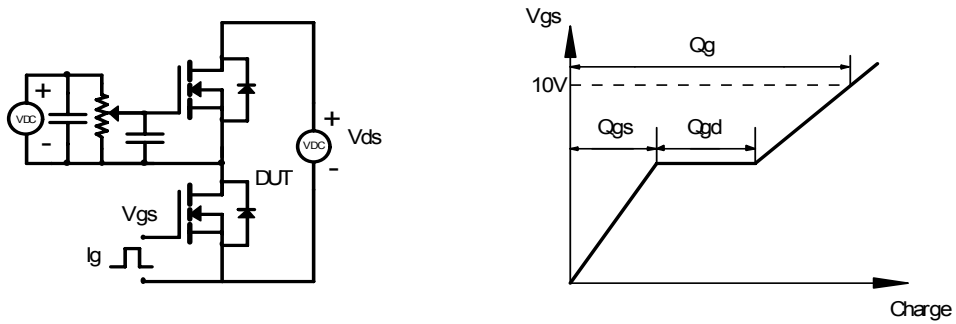 +
VDC
-
+
VDC
-
Vds
DUT
Vgs
Ig
Vgs
Qg
10V
Qgs
Qgd
Charge